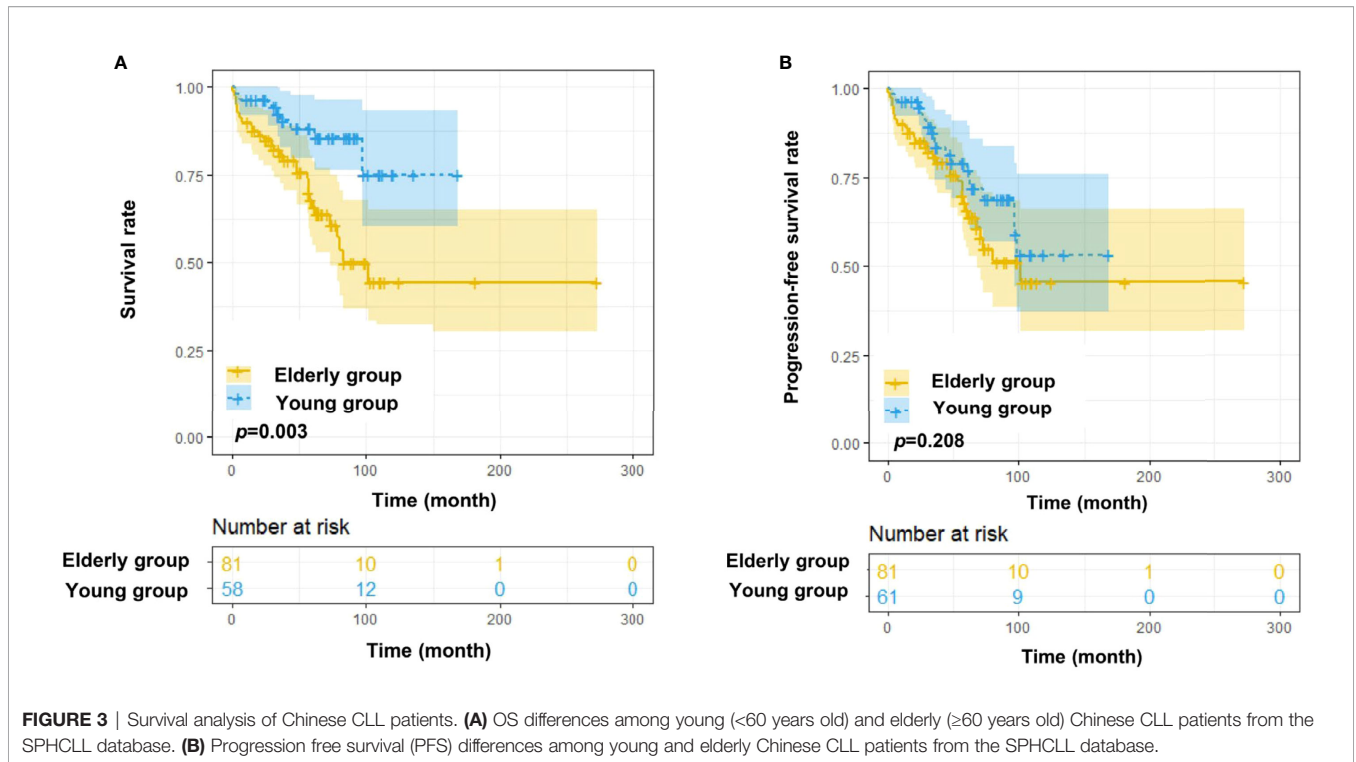 A
Survival rate
1.00
0.75
0.50
0.25
0.00
Elderly group
Young group
p=0.003
0 100 200 300
Time (month)
Number at risk
Elderly group 81 10 1 0
Young group 58 12 0 0
0 100 200 300
Time (month)
B
Progression-free survival rate
1.00
0.75
0.50
0.25
0.00
Elderly group
Young group
p=0.208
0 100 200 300
Time (month)
Number at risk
Elderly group 81 10 1 0
Young group 61 9 0 0
0 100 200 300
Time (month)
FIGURE 3 | Survival analysis of Chinese CLL patients. (A) OS differences among young (<60 years old) and elderly (≥60 years old) Chinese CLL patients from the
SPHCLL database. (B) Progression free survival (PFS) differences among young and elderly Chinese CLL patients from the SPHCLL database.